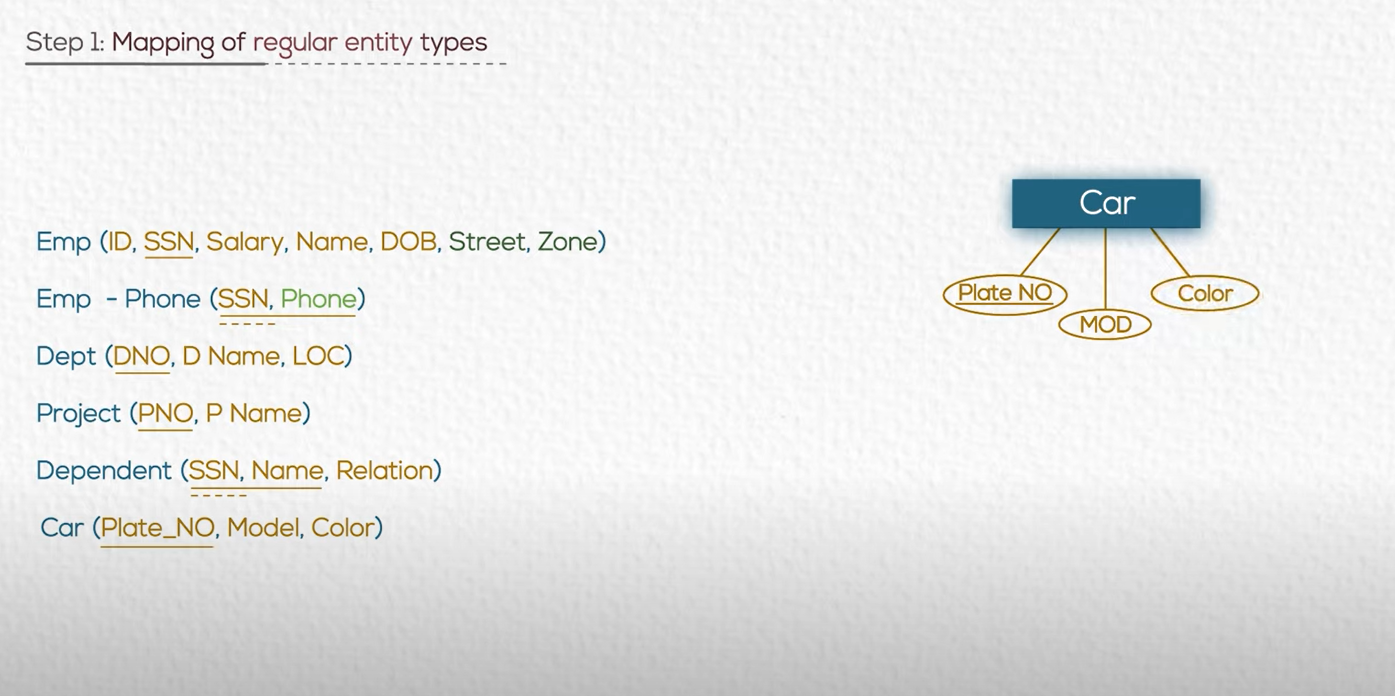 Step 1: Mapping of regular entity types
Emp (ID, SSN, Salary, Name, DOB, Street, Zone)
Emp - Phone (SSN, Phone)
Dept (DNO, D Name, LOC)
Project (PNO, P Name)
Dependent (SSN, Name, Relation)
Car (Plate_NO, Model, Color)
Car
Plate NO
MOD
Color